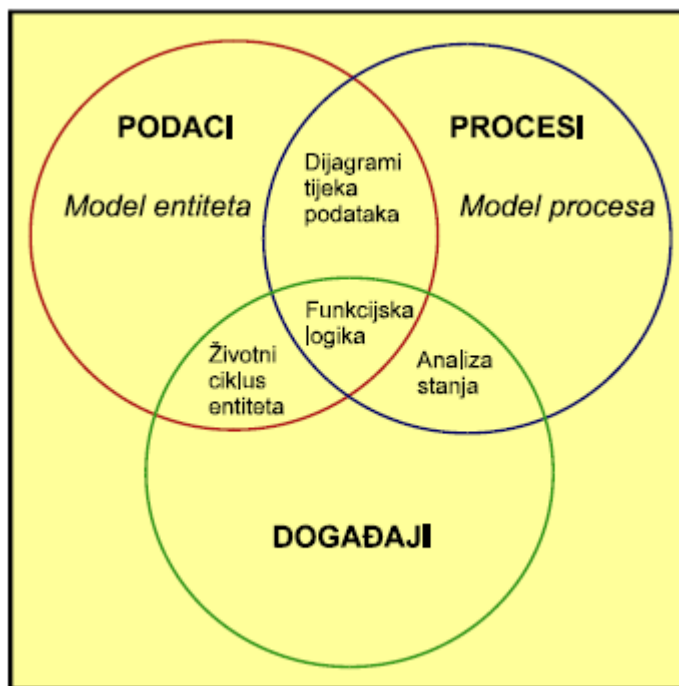 PODACI
Model entiteta
Dijagrami
tijeka
podataka
PROCESI
Model procesa
Funkcijska
logika
Životni
ciklus
entiteta
Analiza
stanja
DOGAĐAJI